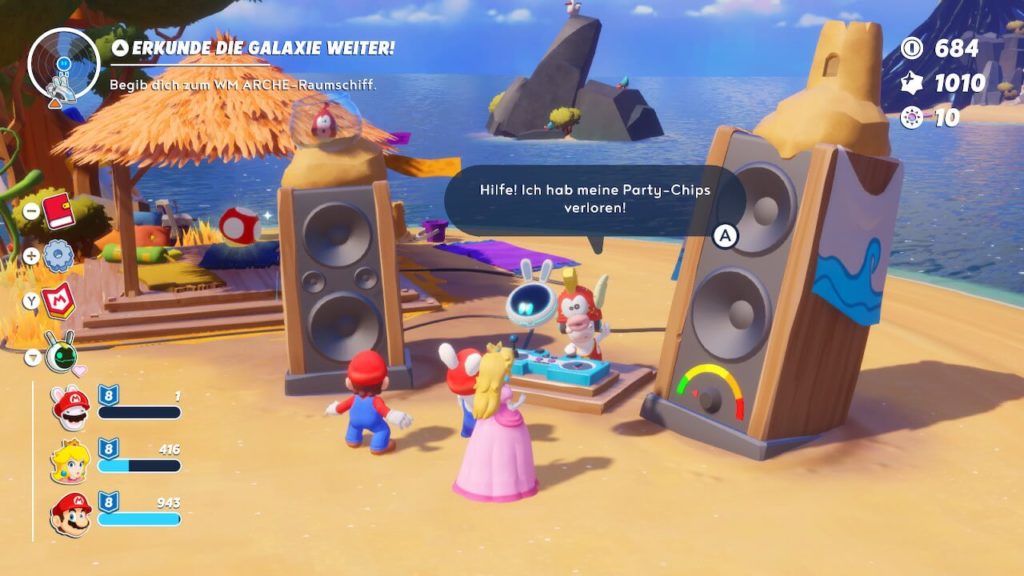 ERKUNDE DIE GALAXIE WEITER!
Begib dich zum WM ARCHE-Raumschiff.
684
1010
10
Hilfe! Ich hab meine Party-Chips
verloren!
A
−
+
Y
M
8 1
8 416
8 943